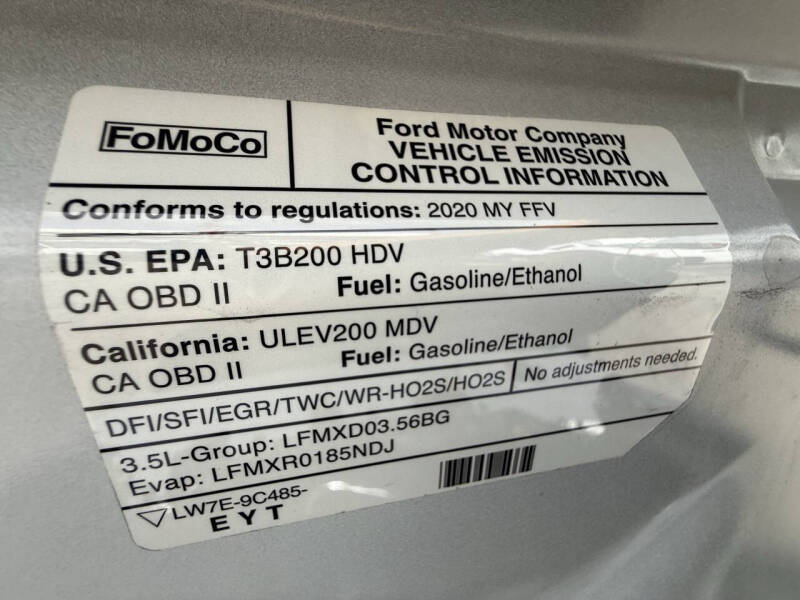 FoMoCo
Ford Motor Company
VEHICLE EMISSION
CONTROL INFORMATION
Conforms to regulations: 2020 MY FFV
U.S. EPA: T3B200 HDV
CA OBD II Fuel: Gasoline/Ethanol
California: ULEV200 MDV
CA OBD II Fuel: Gasoline/Ethanol
DFI/SFI/EGR/TWC/WR-HO2S/HO2S No adjustments needed.
3.5L-Group: LFMXD03.56BG
Evap: LFMXR0185NDJ
LW7E-9C485-
EYT